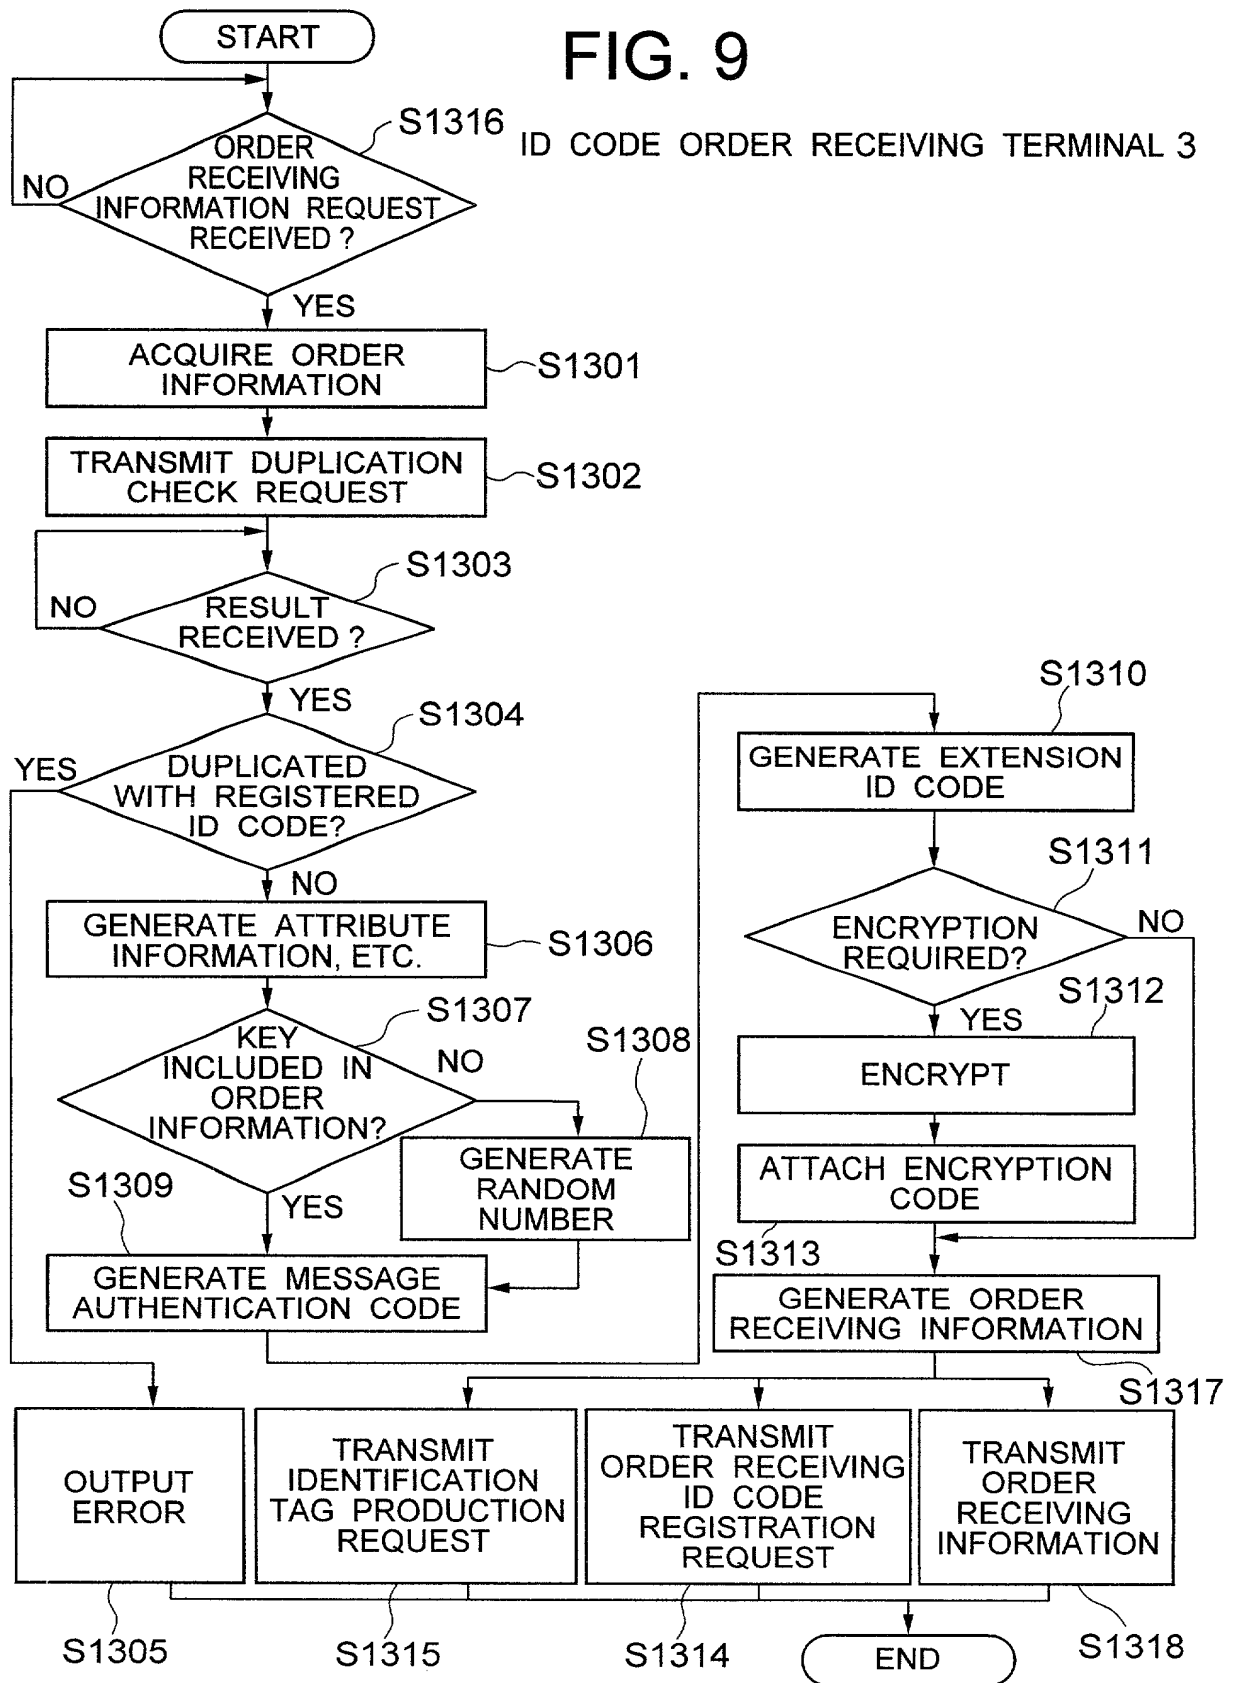 START
FIG. 9
S1316
ID CODE ORDER RECEIVING TERMINAL 3
ORDER
RECEIVING
INFORMATION REQUEST
RECEIVED ?
NO
YES
ACQUIRE ORDER
INFORMATION
S1301
TRANSMIT DUPLICATION
CHECK REQUEST
S1302
S1303
RESULT
RECEIVED ?
NO
YES
S1304
DUPLICATED
WITH REGISTERED
ID CODE?
YES
NO
GENERATE ATTRIBUTE
INFORMATION, ETC.
S1306
S1307
KEY
INCLUDED IN
ORDER
INFORMATION?
NO
S1308
GENERATE
RANDOM
NUMBER
YES
S1309
GENERATE MESSAGE
AUTHENTICATION CODE
S1310
GENERATE EXTENSION
ID CODE
S1311
ENCRYPTION
REQUIRED?
NO
YES
S1312
ENCRYPT
ATTACH ENCRYPTION
CODE
S1313
GENERATE ORDER
RECEIVING INFORMATION
S1317
OUTPUT
ERROR
TRANSMIT
IDENTIFICATION
TAG PRODUCTION
REQUEST
TRANSMIT
ORDER RECEIVING
ID CODE
REGISTRATION
REQUEST
TRANSMIT
ORDER
RECEIVING
INFORMATION
S1305
S1315
S1314
S1318
END